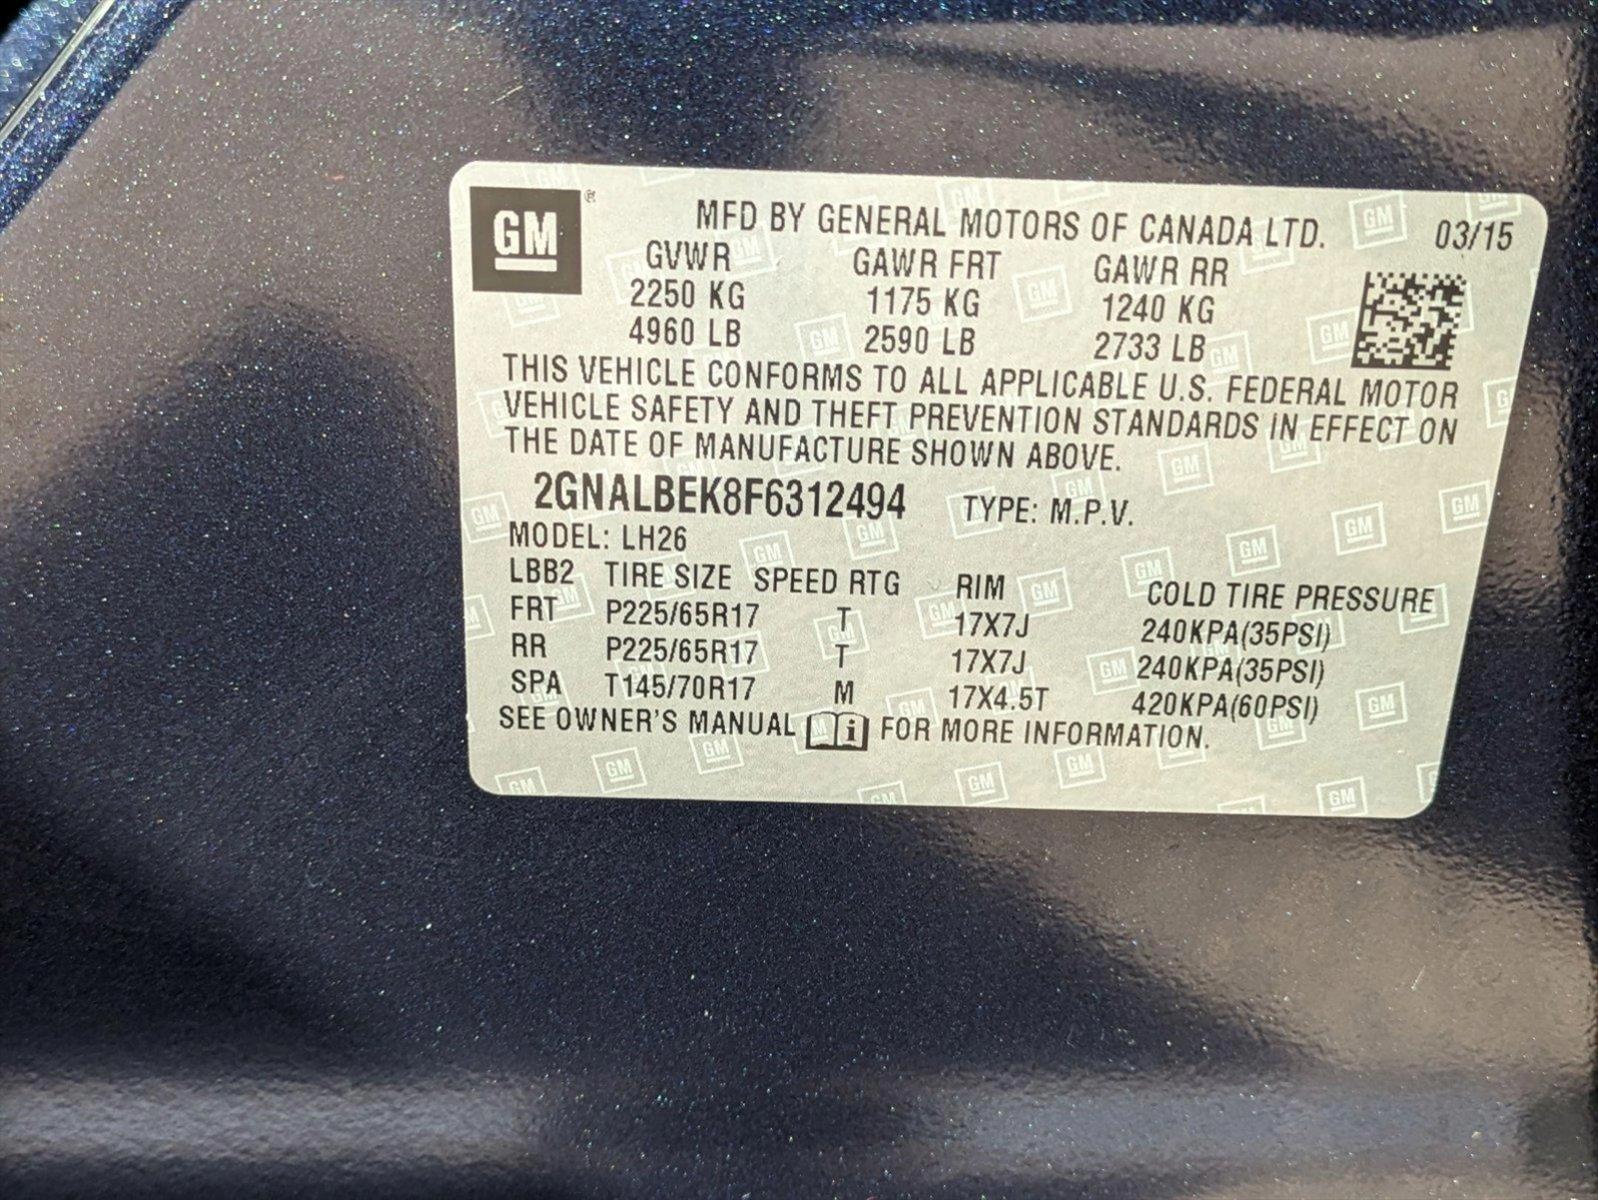 GM ®
MFD BY GENERAL MOTORS OF CANADA LTD. 03/15
GVWR GAWR FRT GAWR RR
2250 KG 1175 KG 1240 KG
4960 LB 2590 LB 2733 LB
THIS VEHICLE CONFORMS TO ALL APPLICABLE U.S. FEDERAL MOTOR
VEHICLE SAFETY AND THEFT PREVENTION STANDARDS IN EFFECT ON
THE DATE OF MANUFACTURE SHOWN ABOVE.
2GNALBEK8F6312494 TYPE: M.P.V.
MODEL: LH26
LBB2 TIRE SIZE SPEED RTG RIM COLD TIRE PRESSURE
FRT P225/65R17 T 17X7J 240KPA(35PSI)
RR P225/65R17 T 17X7J 240KPA(35PSI)
SPA T145/70R17 M 17X4.5T 420KPA(60PSI)
SEE OWNER'S MANUAL i FOR MORE INFORMATION.